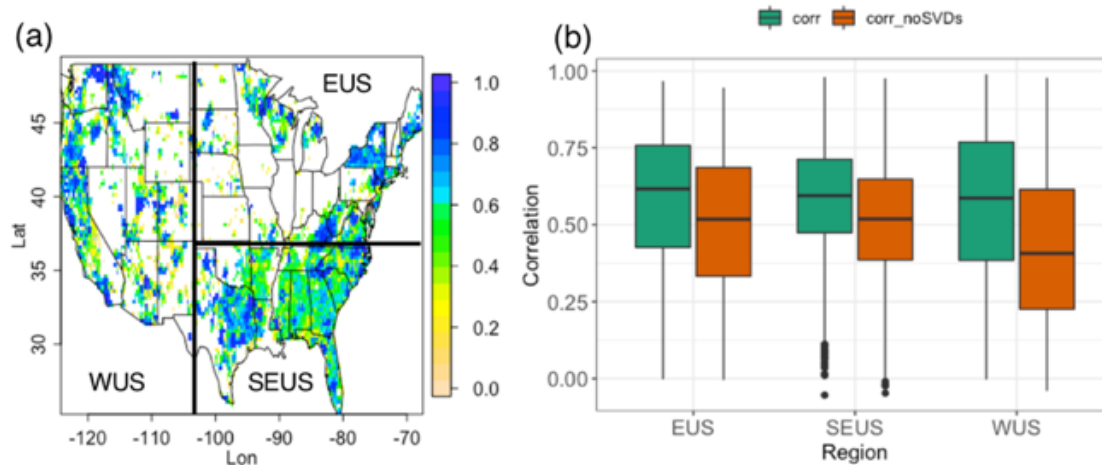 (a)
EUS
WUS
SEUS
Lat
45
40
35
30
-120 -110 -100 -90 -80 -70
Lon
1.0
0.8
0.6
0.4
0.2
0.0
(b)
corr corr_noSVDs
Correlation
1.00
0.75
0.50
0.25
0.00
EUS SEUS WUS
Region